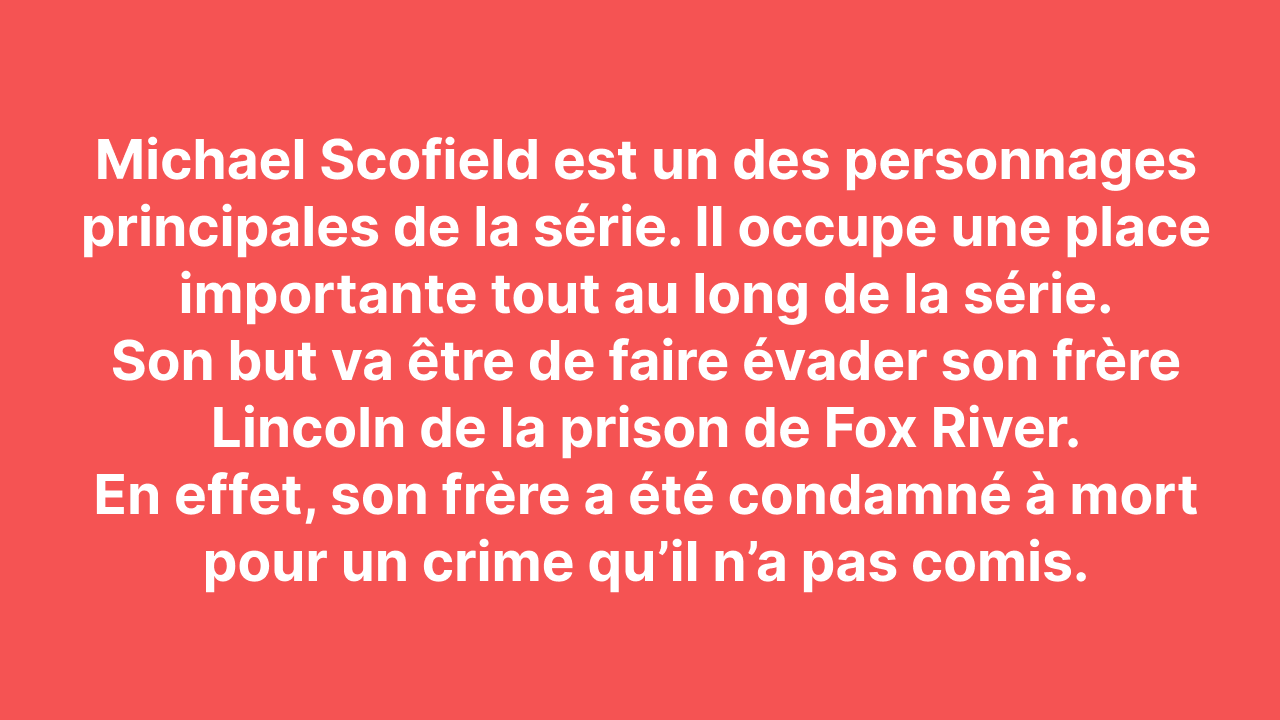 Michael Scofield est un des personnages
principales de la série. Il occupe une place
importante tout au long de la série.
Son but va être de faire évader son frère
Lincoln de la prison de Fox River.
En effet, son frère a été condamné à mort
pour un crime qu’il n’a pas comis.